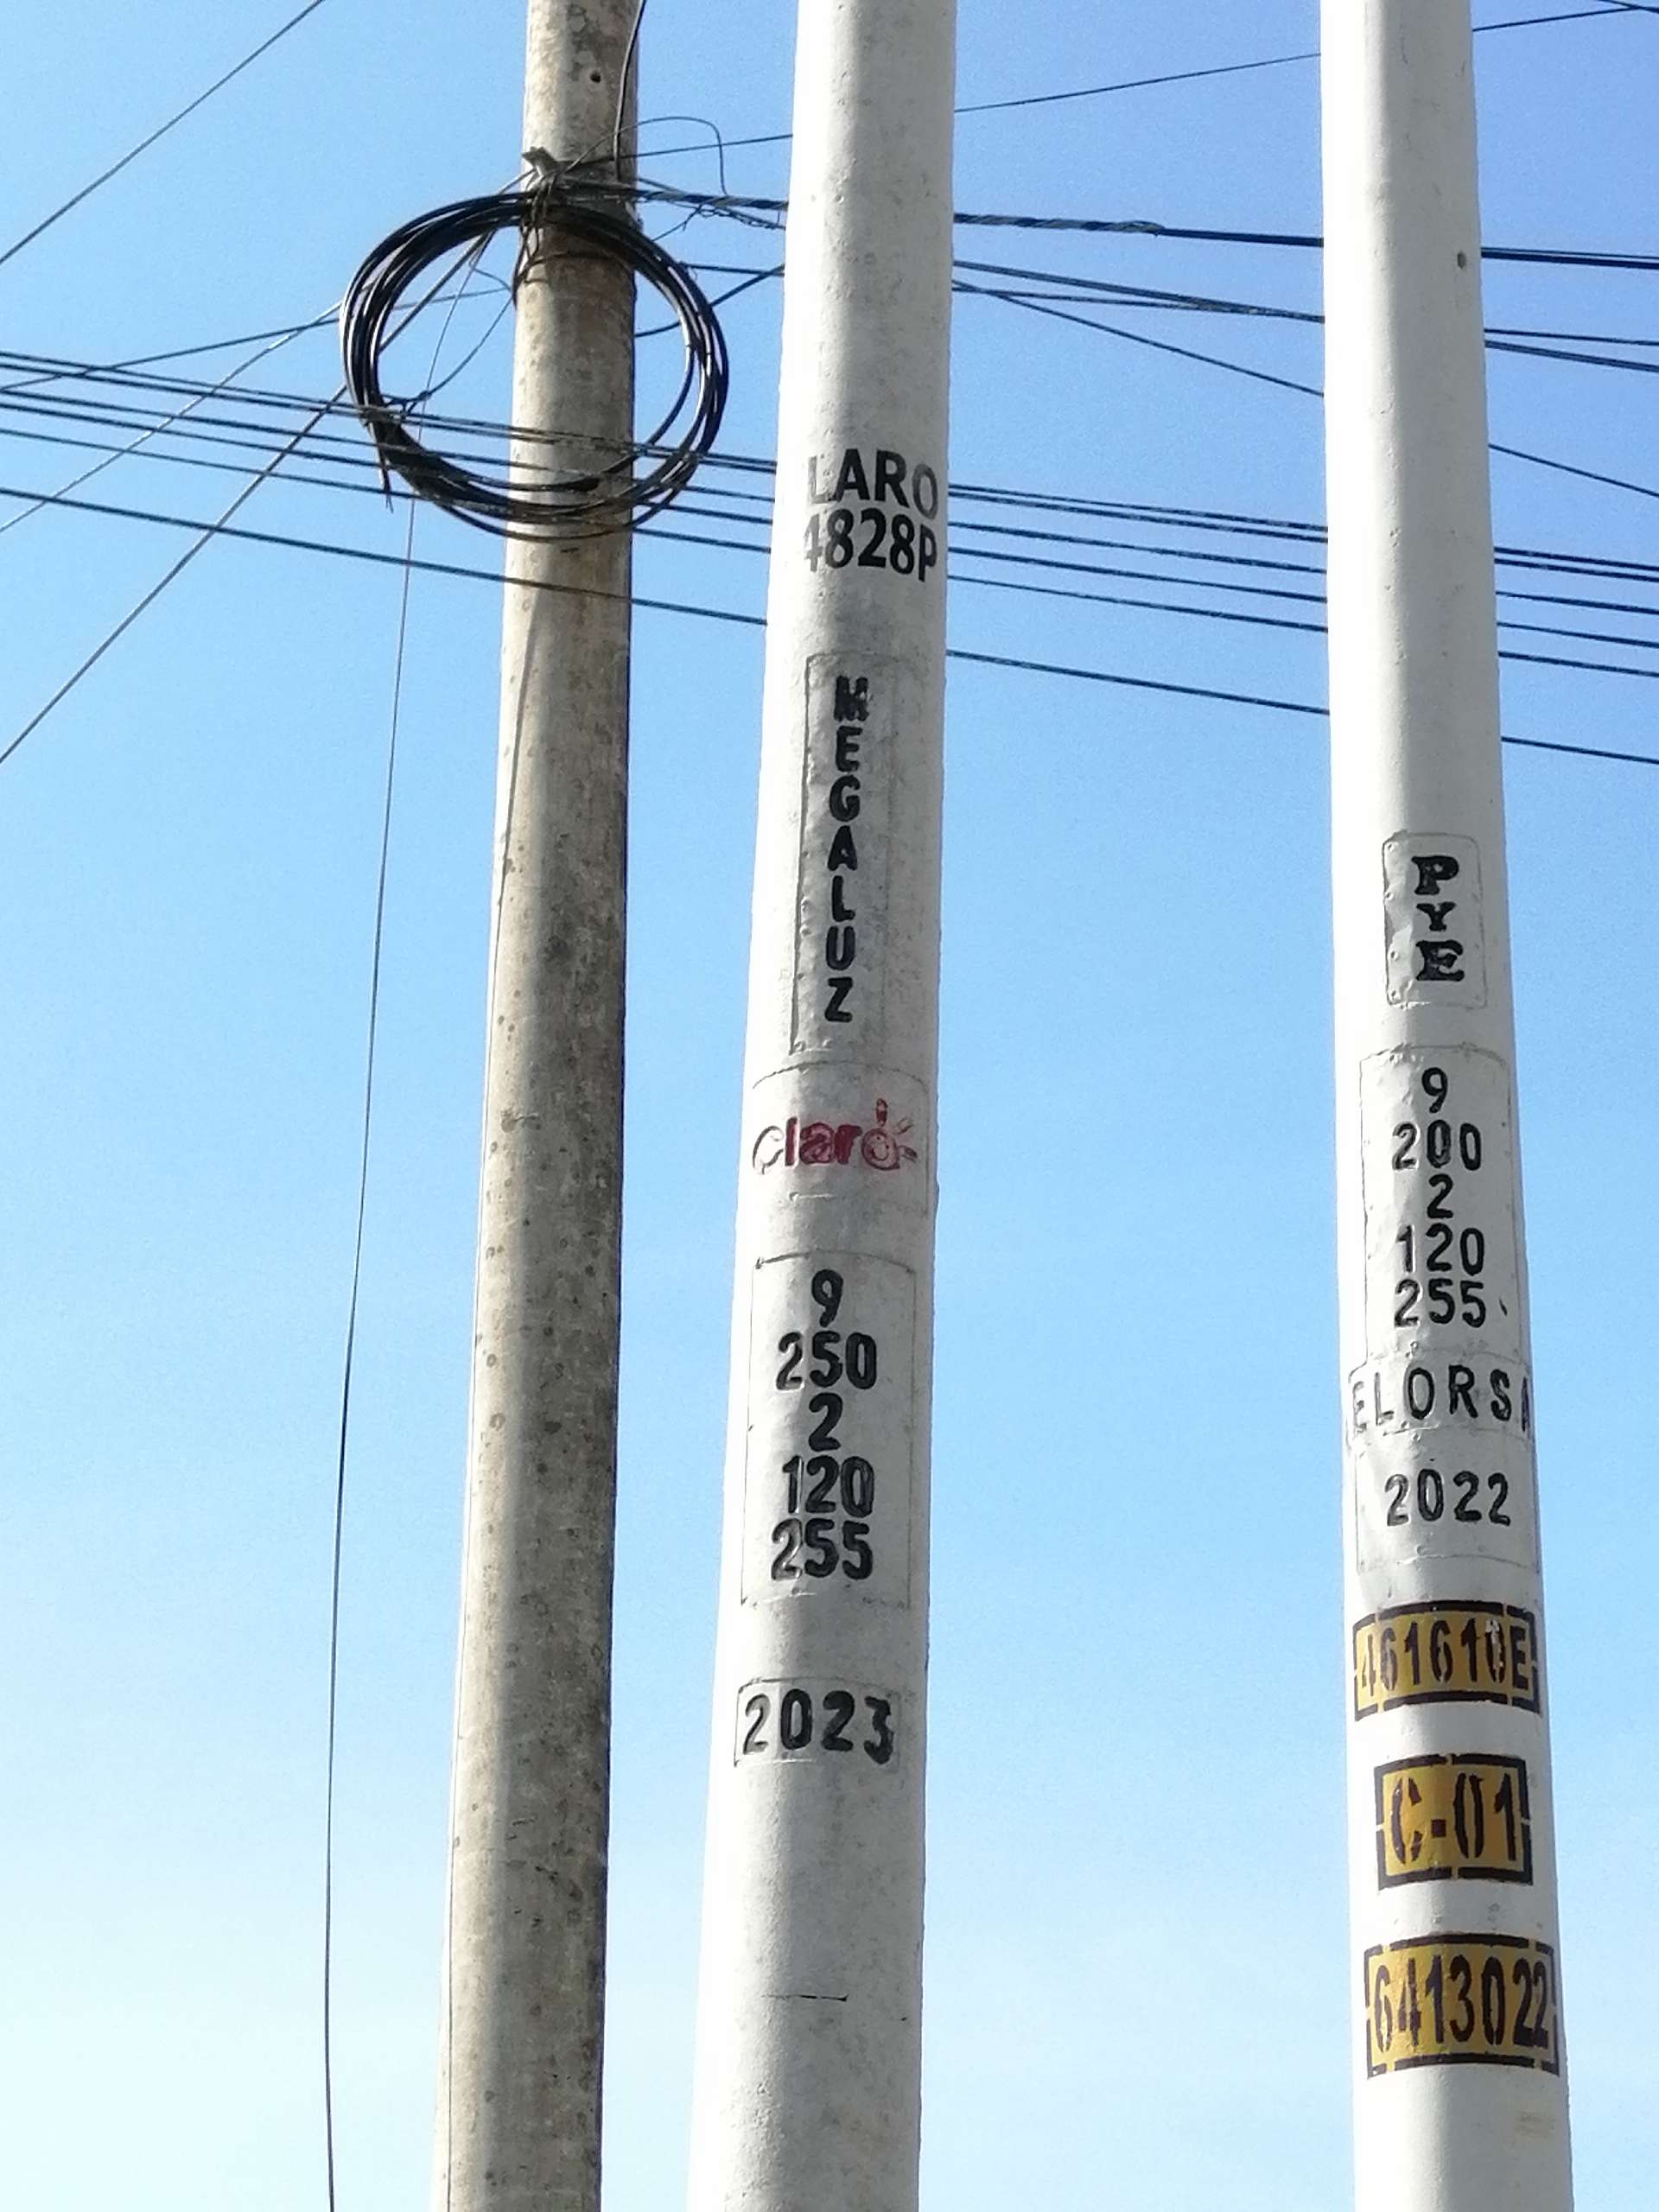 LARO
4828P
MEGALUZ
claro
9
250
2
120
255
2023
PYE
9
200
2
120
255
ELORSA
2022
461610E
C-01
6413022